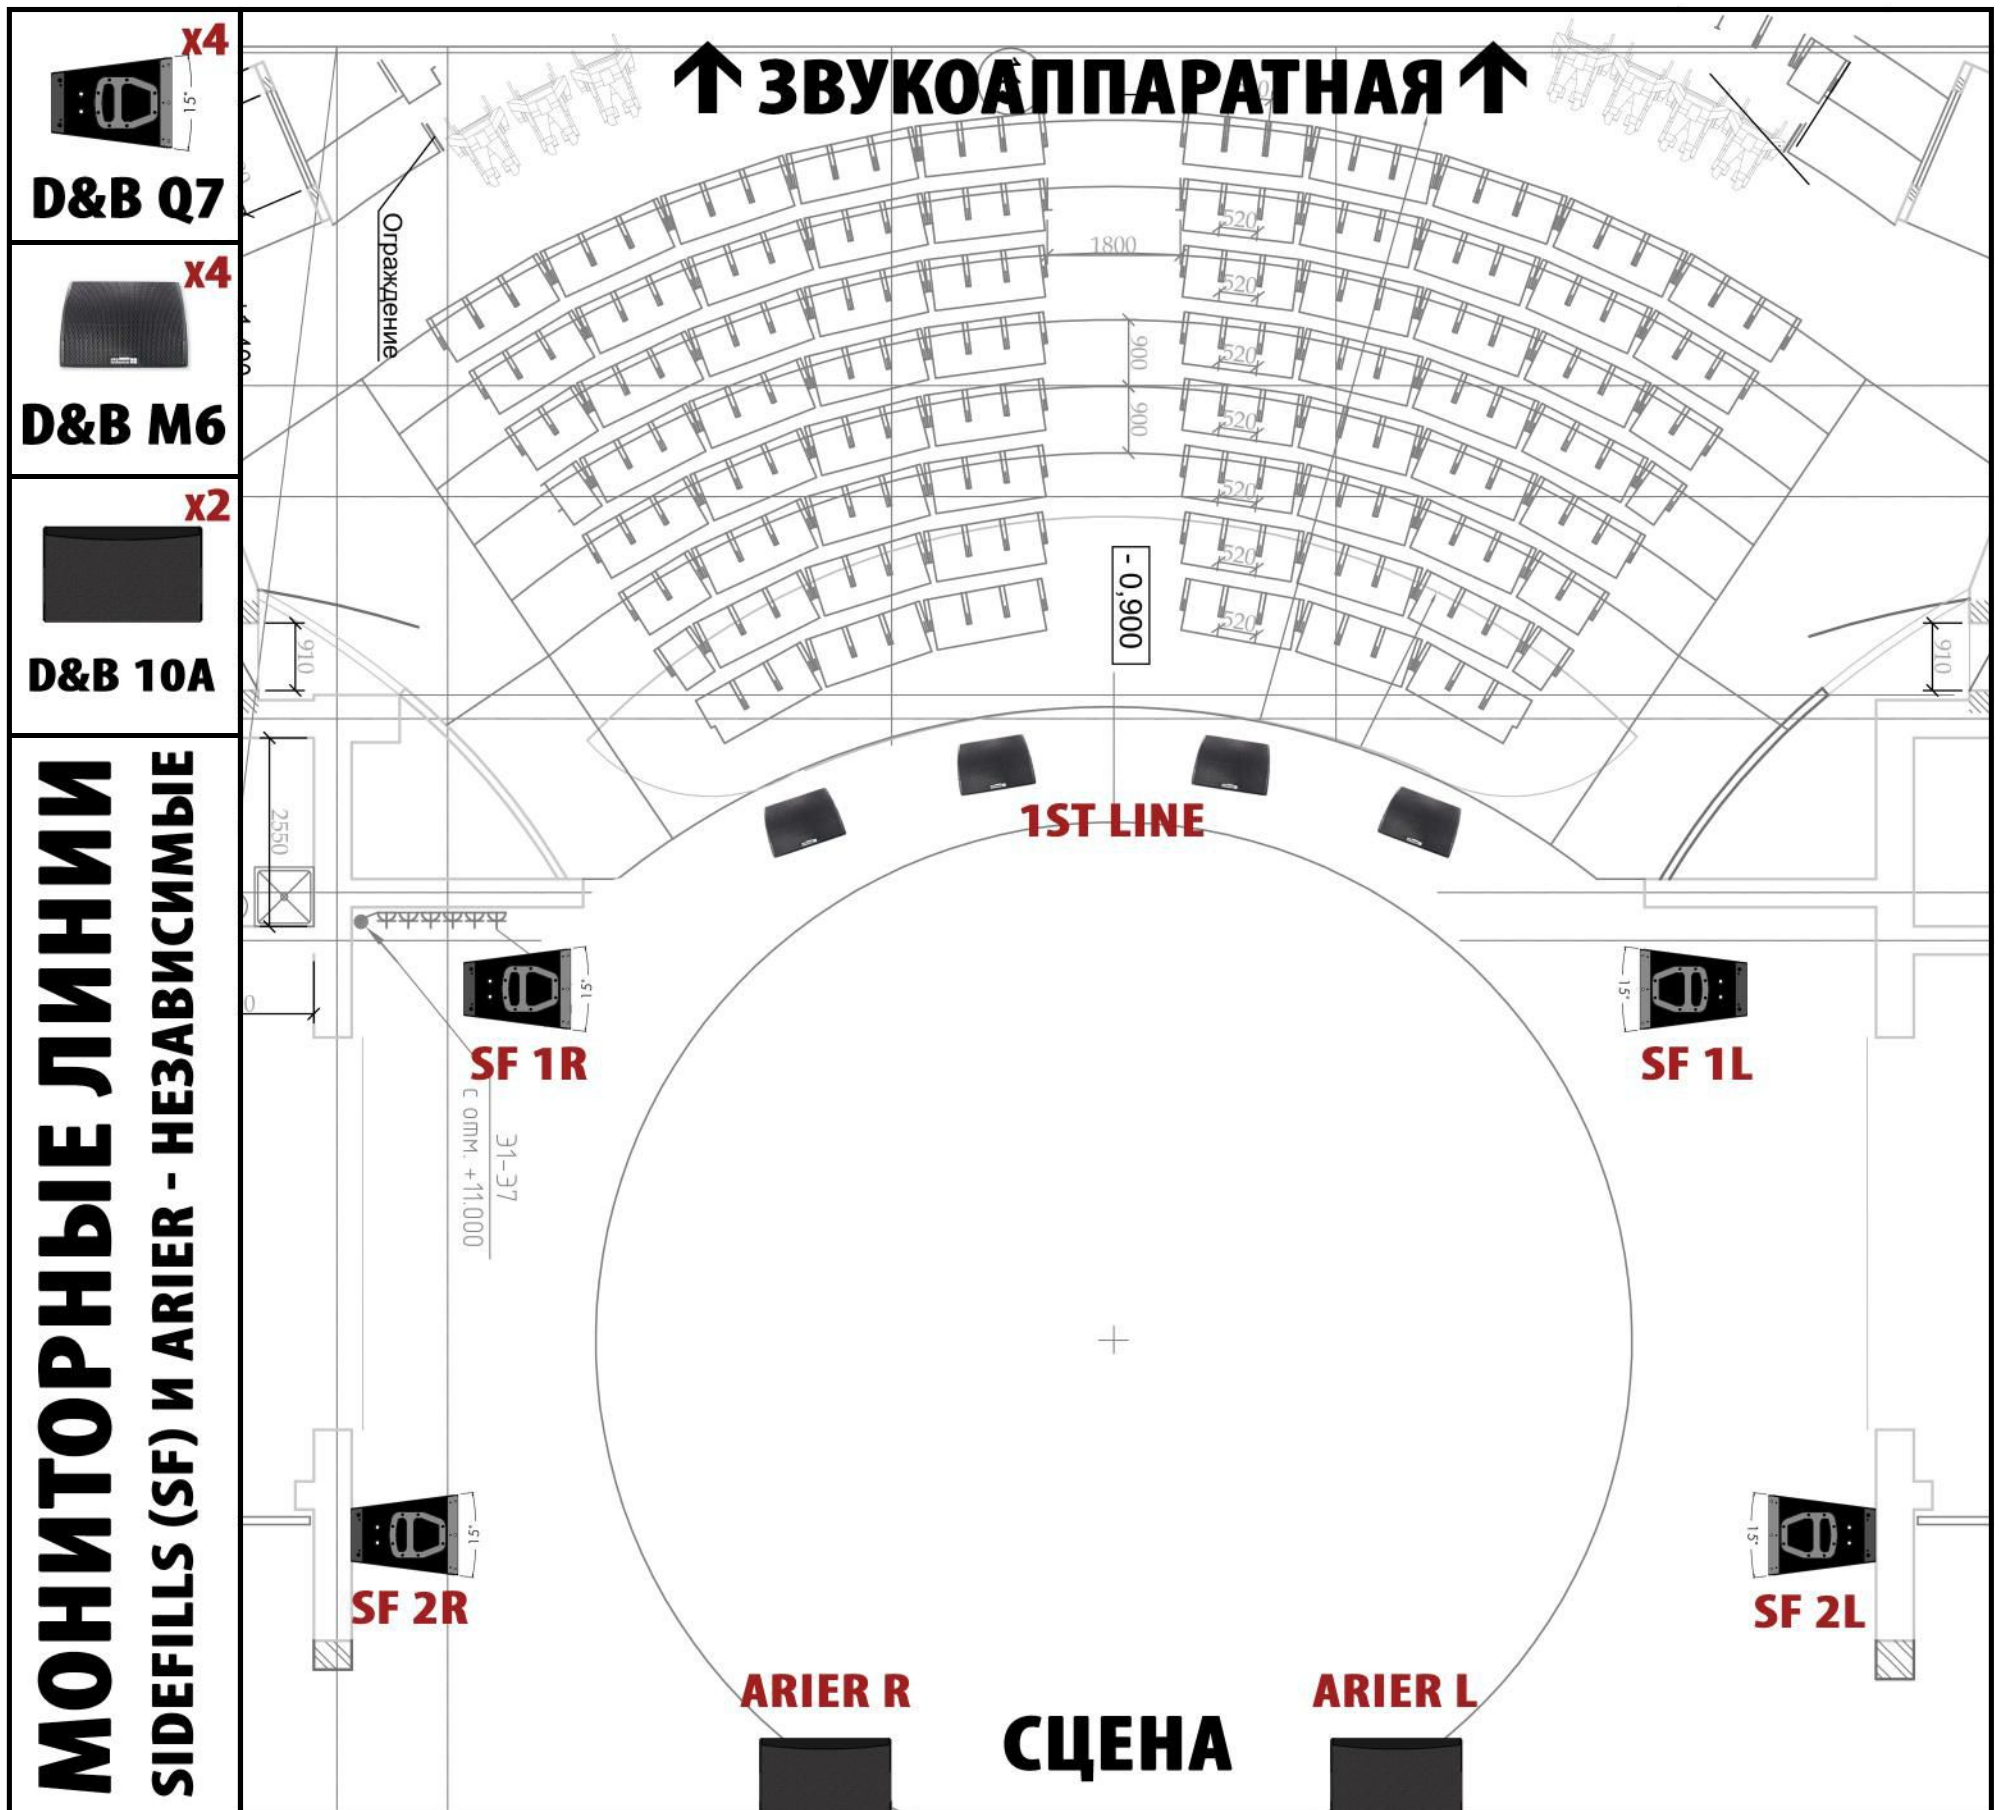 x4
15°
D&B Q7
x4
D&B M6
x2
D&B 10A
МОНИТОРНЫЕ ЛИНИИ
SIDEFILLS (SF) И ARIER - НЕЗАВИСИМЫЕ
ЗВУКОАППАРАТНАЯ
Ограждение
1800
520
520
520
520
520
520
520
900
900
- 0,900
910
910
2550
1ST LINE
15°
15°
SF 1R
SF 1L
Э1-Э7
с отм. +11.000
15°
15°
SF 2R
SF 2L
ARIER R
ARIER L
СЦЕНА